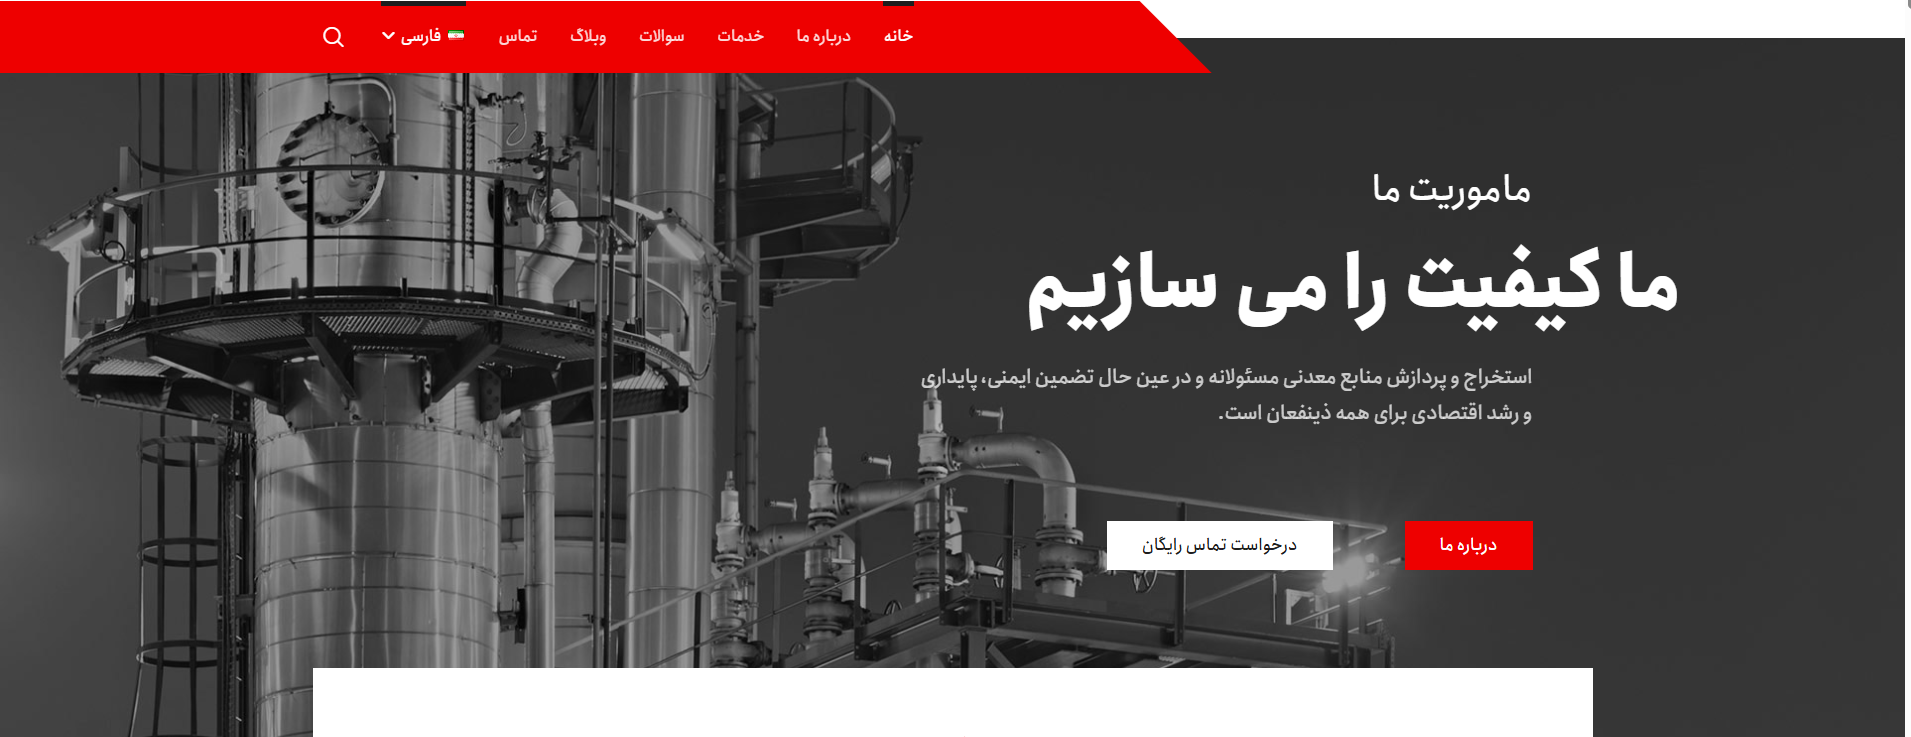 خانه
درباره ما
خدمات
سوالات
وبلاگ
تماس
فارسی
ماموریت ما
ما کیفیت را می سازیم
استخراج و پردازش منابع معدنی مسئولانه و در عین حال تضمین ایمنی، پایداری
و رشد اقتصادی برای همه ذینفعان است.
درباره ما
درخواست تماس رایگان